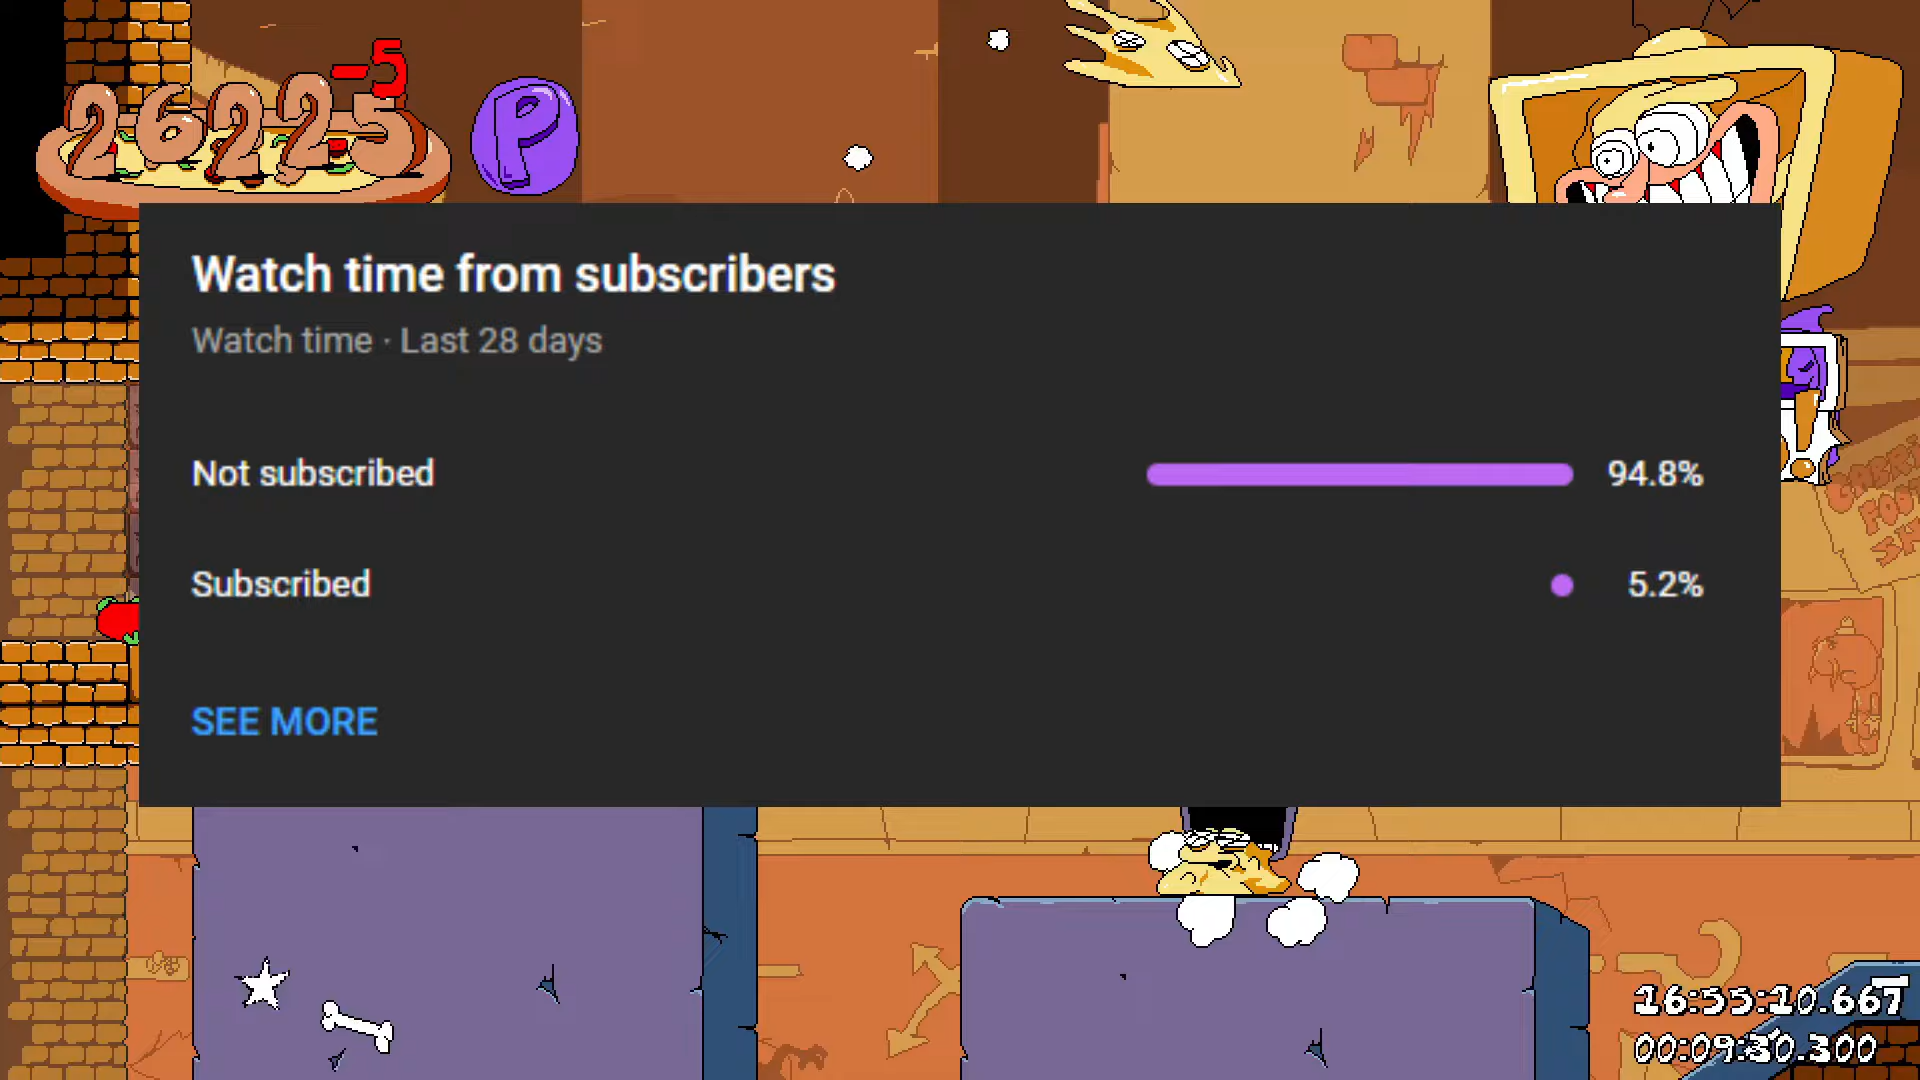 -5
26225
P
Watch time from subscribers
Watch time · Last 28 days
Not subscribed
94.8%
Subscribed
5.2%
SEE MORE
16:55:10.667
00:09:30.300